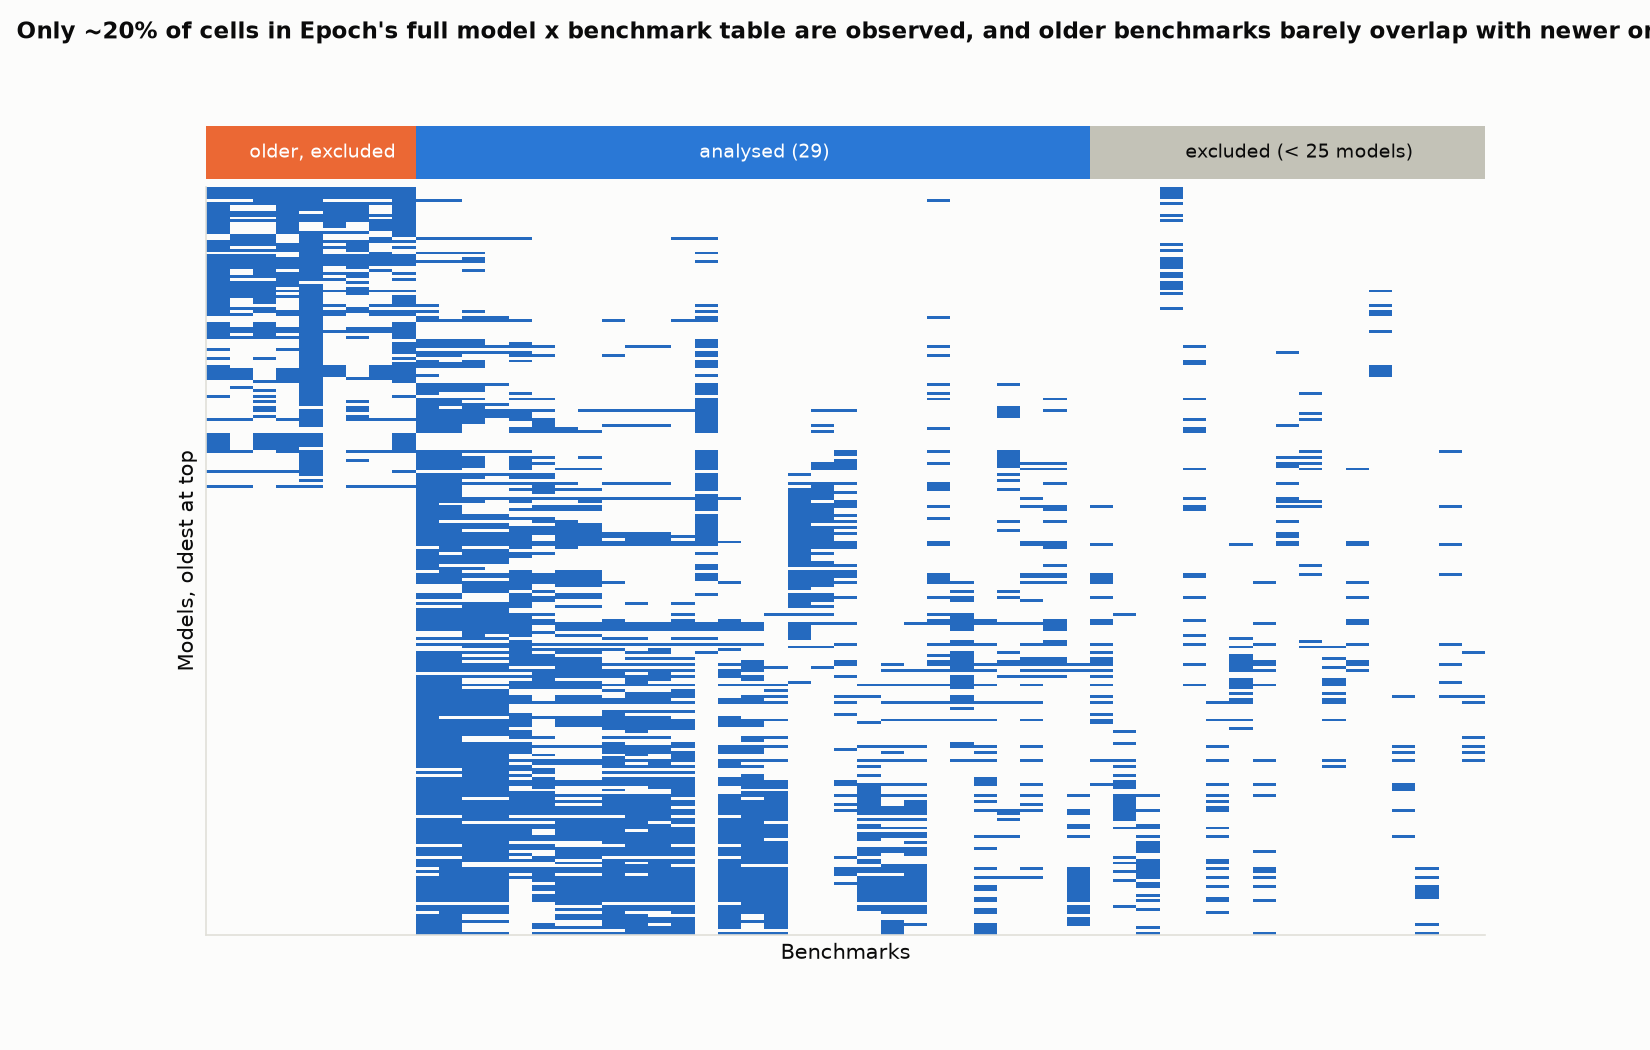 Only ~20% of cells in Epoch's full model x benchmark table are observed, and older benchmarks barely overlap with newer
older, excluded
analysed (29)
excluded (< 25 models)
Models, oldest at top
Benchmarks